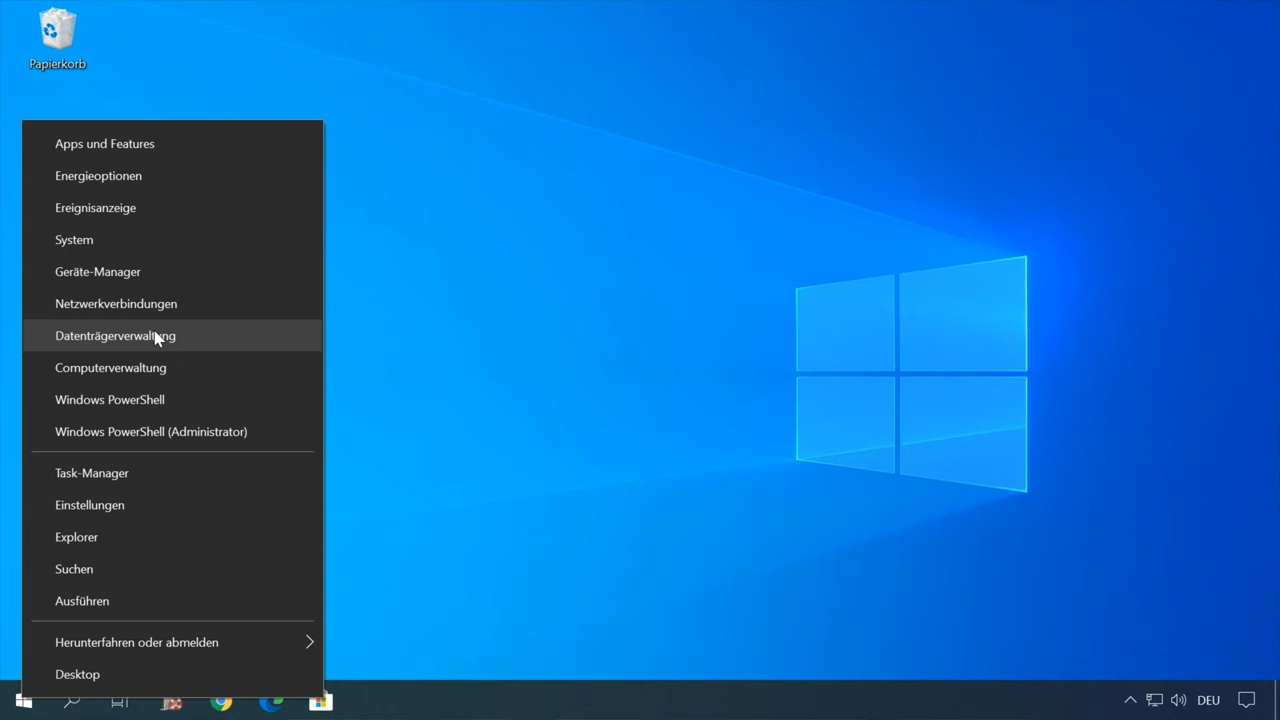 Papierkorb
Apps und Features
Energieoptionen
Ereignisanzeige
System
Geräte-Manager
Netzwerkverbindungen
Datenträgerverwaltung
Computerverwaltung
Windows PowerShell
Windows PowerShell (Administrator)
Task-Manager
Einstellungen
Explorer
Suchen
Ausführen
Herunterfahren oder abmelden
Desktop
DEU